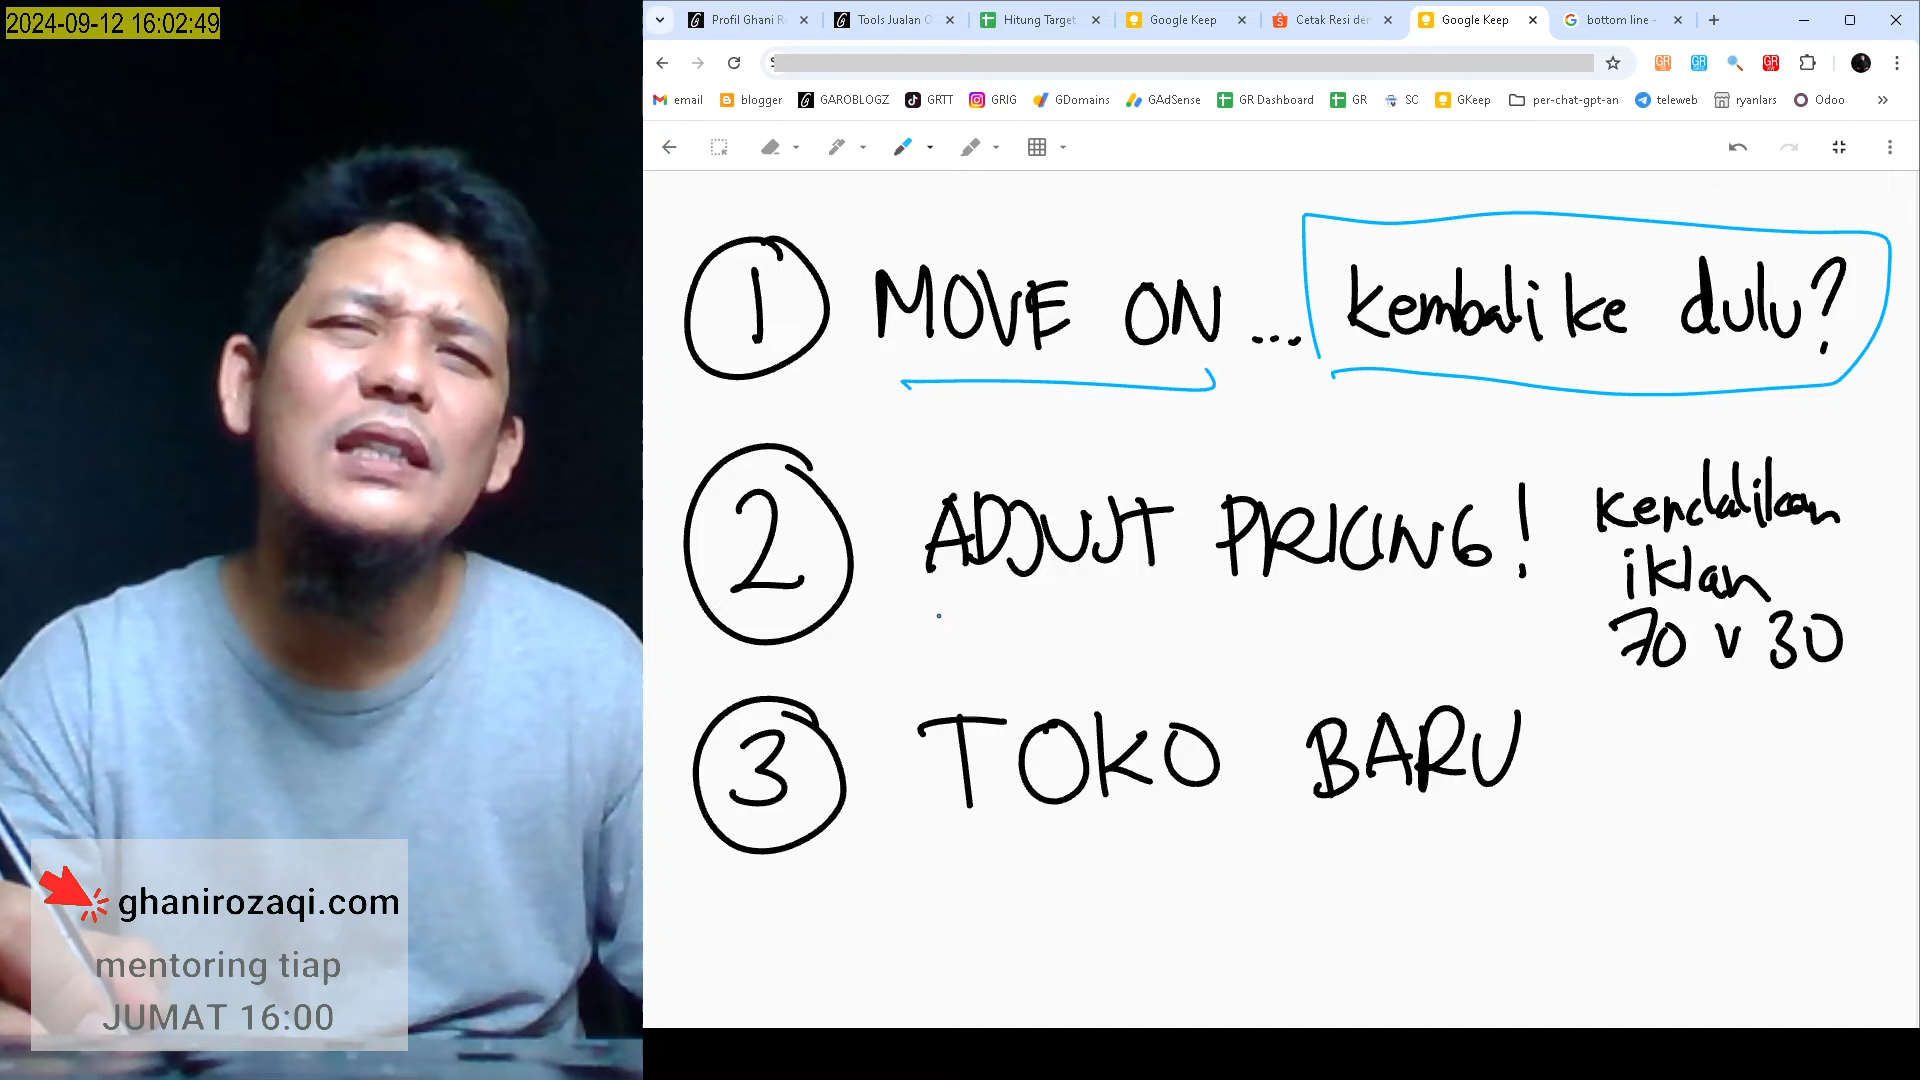 2024-09-12 16:02:49
Profil Ghani R
Tools Jualan O
Hitung Target
Google Keep
Cetak Resi de
Google Keep
bottom line -
email
blogger
GAROBLOGZ
GRTT
GRIG
GDomains
GAdSense
GR Dashboard
GR
SC
GKeep
per-chat-gpt-an
teleweb
ryanlars
Odoo
1 MOVE ON... kembali ke dulu?
2 ADJUST PRICING!
kendalikan
iklan
70 v 30
3 TOKO BARU
ghanirozaqi.com
mentoring tiap
JUMAT 16:00